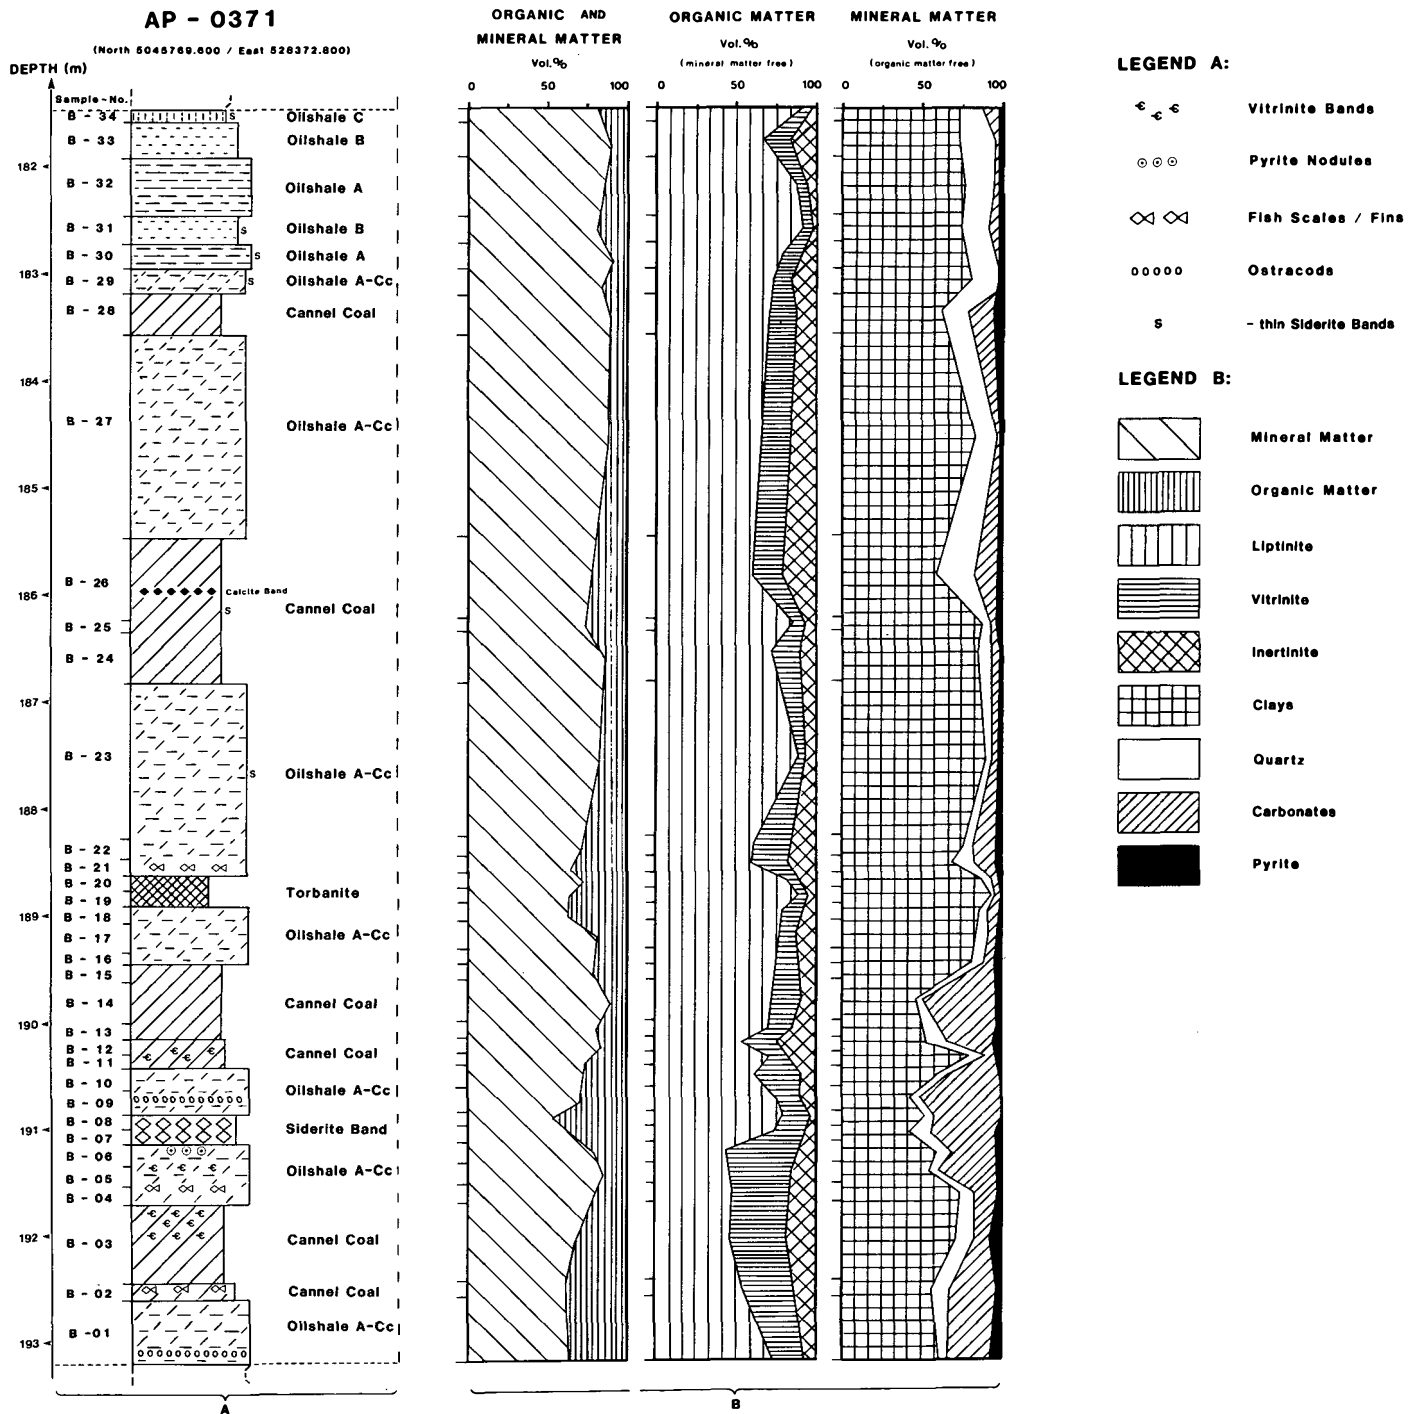 AP - 0371
(North 5045769.600 / East 528372.800)
DEPTH (m)
Sample-No.
B - 34 S Oilshale C
B - 33 Oilshale B
182
B - 32 Oilshale A
B - 31 S Oilshale B
B - 30 S Oilshale A
183
B - 29 S Oilshale A-Cc
B - 28 Cannel Coal
184
B - 27 Oilshale A-Cc
185
B - 26 Calcite Band
186
S Cannel Coal
B - 25
B - 24
187
B - 23 S Oilshale A-Cc
188
B - 22
B - 21
B - 20 Torbanite
B - 19
189
B - 18
B - 17 Oilshale A-Cc
B - 16
B - 15
B - 14 Cannel Coal
190
B - 13
B - 12 Cannel Coal
B - 11
B - 10 Oilshale A-Cc
B - 09
B - 08 Siderite Band
191
B - 07
B - 06
B - 05 Oilshale A-Cc
B - 04
192
B - 03 Cannel Coal
B - 02 Cannel Coal
B - 01 Oilshale A-Cc
193
A
ORGANIC AND
MINERAL MATTER
Vol.%
0 50 100
ORGANIC MATTER
Vol.%
(mineral matter free)
0 50 100
MINERAL MATTER
Vol.%
(organic matter free)
0 50 100
B
LEGEND A:
Vitrinite Bands
Pyrite Nodules
Fish Scales / Fins
Ostracods
S - thin Siderite Bands
LEGEND B:
Mineral Matter
Organic Matter
Liptinite
Vitrinite
Inertinite
Clays
Quartz
Carbonates
Pyrite